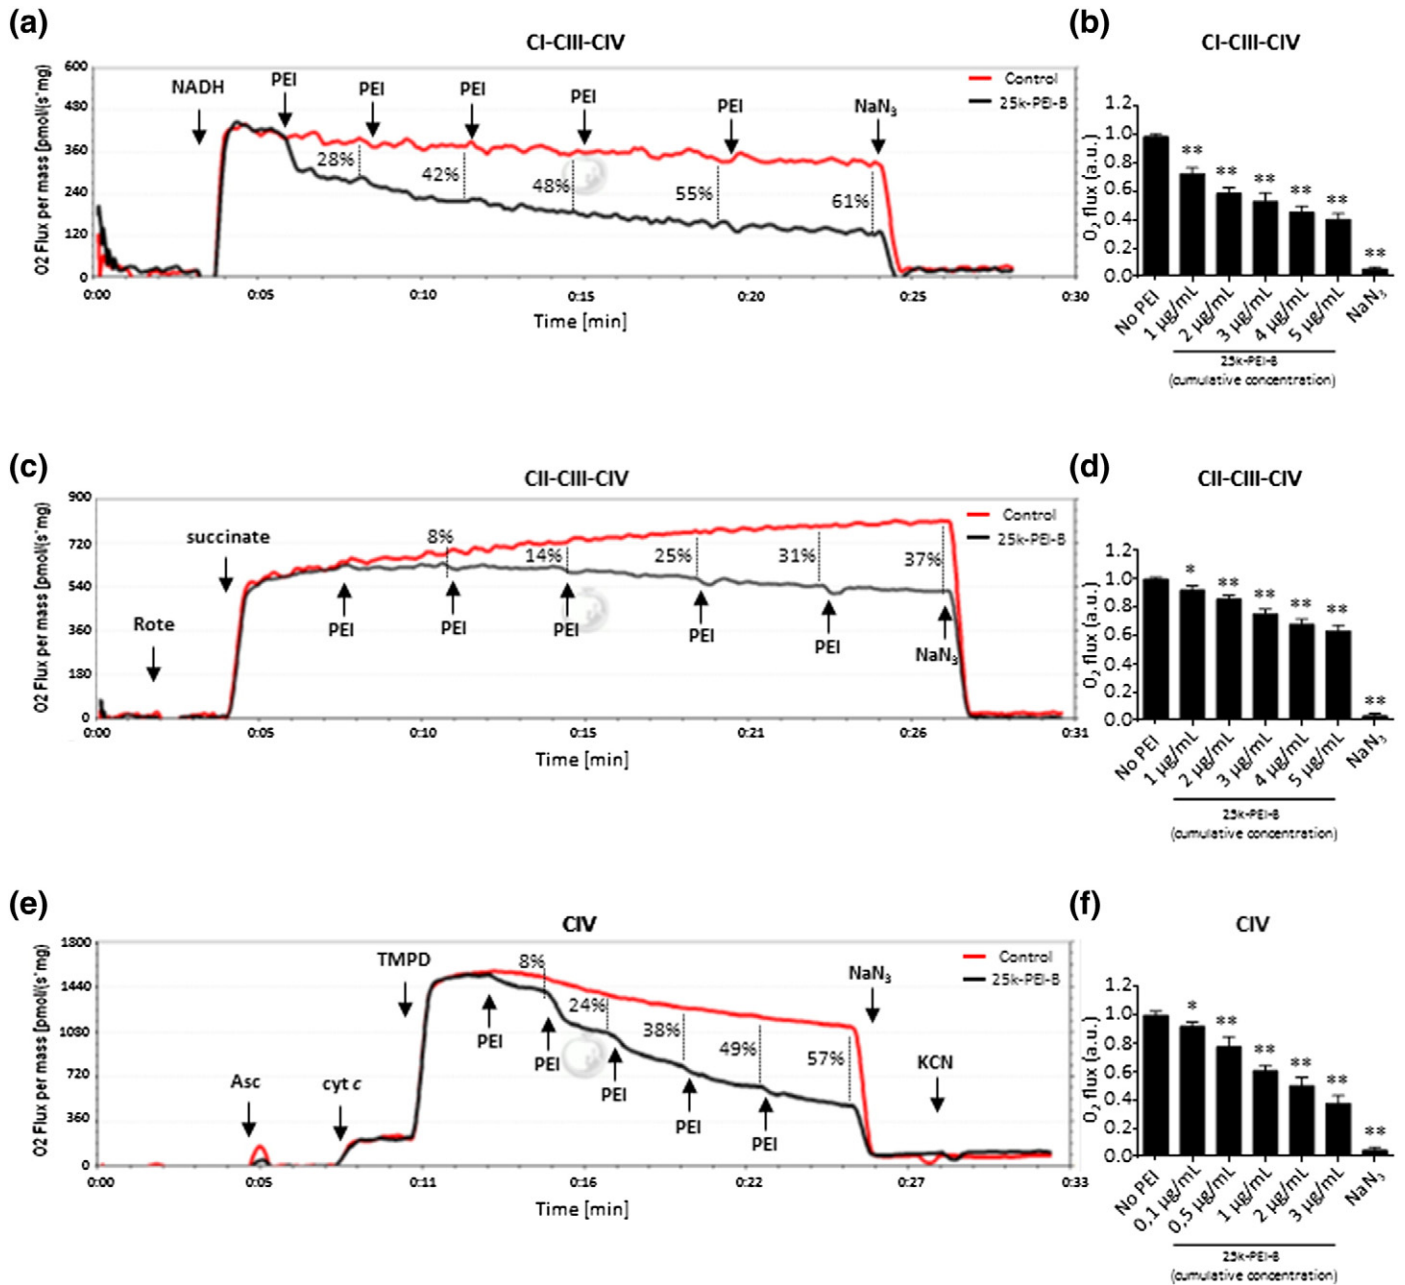 (a)
CI-CIII-CIV
O2 Flux per mass [pmol/(s*mg)
600
480
360
240
120
0
NADH
PEI
PEI
PEI
PEI
PEI
NaN3
Control
25k-PEI-B
28%
42%
48%
55%
61%
0:00
0:05
0:10
0:15
0:20
0:25
0:30
Time [min]
(b)
CI-CIII-CIV
O2 flux (a.u.)
1.2
1.0
0.8
0.6
0.4
0.2
0.0
**
**
**
**
**
**
No PEI
1 µg/mL
2 µg/mL
3 µg/mL
4 µg/mL
5 µg/mL
NaN3
25k-PEI-B
(cumulative concentration)
(c)
CII-CIII-CIV
O2 Flux per mass [pmol/(s*mg)
900
720
540
360
180
0
Rote
succinate
PEI
PEI
PEI
PEI
PEI
NaN3
Control
25k-PEI-B
8%
14%
25%
31%
37%
0:00
0:05
0:10
0:15
0:21
0:26
0:31
Time [min]
(d)
CII-CIII-CIV
O2 flux (a.u.)
1.2
1.0
0.8
0.6
0.4
0.2
0.0
*
**
**
**
**
**
No PEI
1 µg/mL
2 µg/mL
3 µg/mL
4 µg/mL
5 µg/mL
NaN3
25k-PEI-B
(cumulative concentration)
(e)
CIV
O2 Flux per mass [pmol/(s*mg)
1800
1440
1080
720
360
0
Asc
cyt c
TMPD
PEI
PEI
PEI
PEI
PEI
NaN3
KCN
Control
25k-PEI-B
8%
24%
38%
49%
57%
0:00
0:05
0:11
0:16
0:22
0:27
0:33
Time [min]
(f)
CIV
O2 flux (a.u.)
1.2
1.0
0.8
0.6
0.4
0.2
0.0
*
**
**
**
**
**
No PEI
0,1 µg/mL
0,5 µg/mL
1 µg/mL
2 µg/mL
3 µg/mL
NaN3
25k-PEI-B
(cumulative concentration)